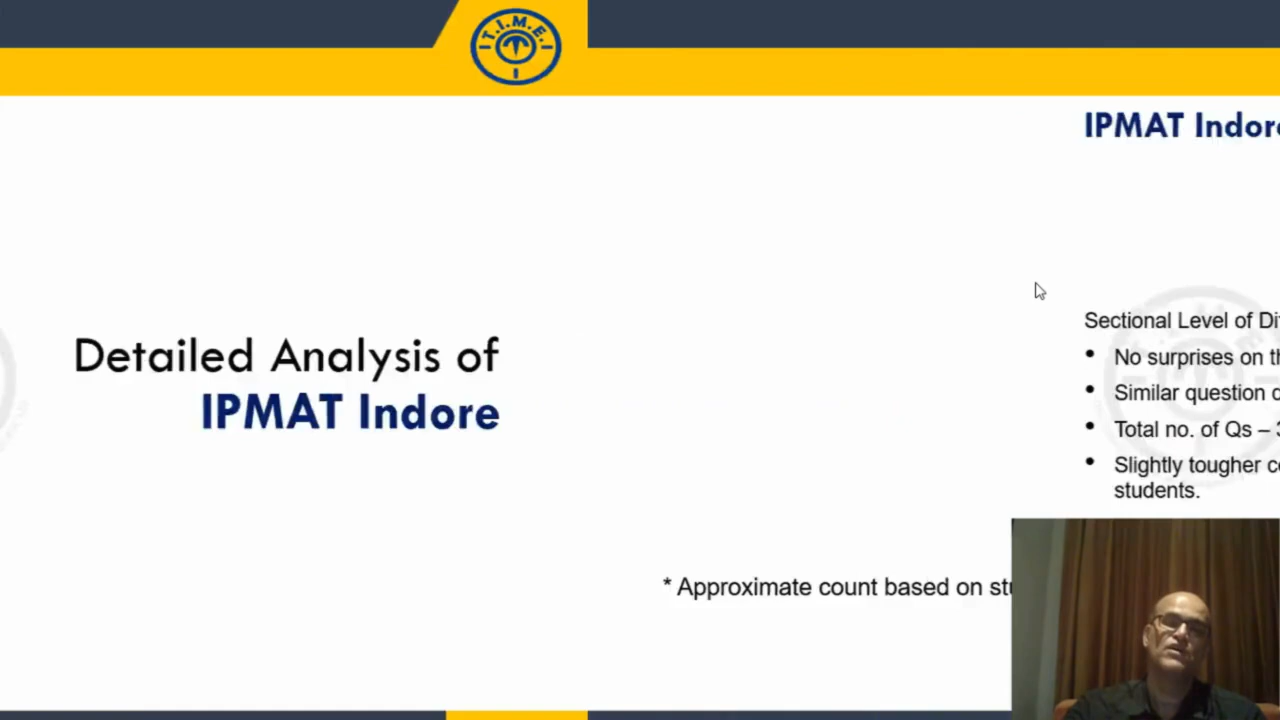 T.I.M.E.
IPMAT Indore
Detailed Analysis of
IPMAT Indore
Sectional Level of
• No surprises on
• Similar question
• Total no. of Qs –
• Slightly tougher
students.
* Approximate count based on